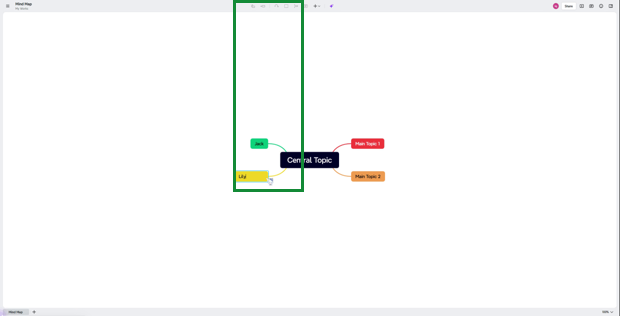 Mind Map
Share
Jack
Main Topic 1
Central Topic
Lily
Main Topic 2
Mind Map